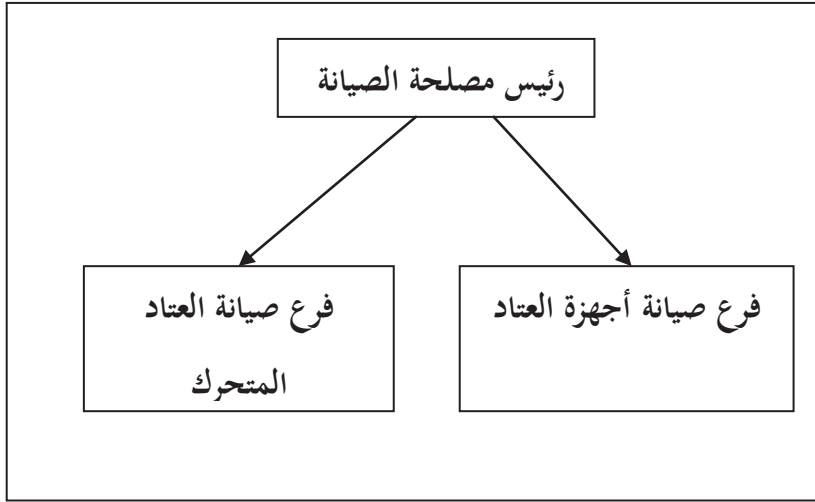 رئيس مصلحة الصيانة
فرع صيانة أجهزة العتاد
فرع صيانة العتاد
المتحرك